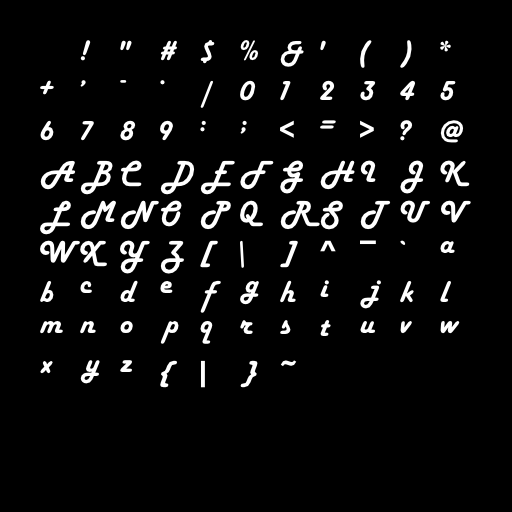 ! " # $ % & ' ( ) *
+ , - . / 0 1 2 3 4 5
6 7 8 9 : ; < = > ? @
A B C D E F G H I J K
L M N O P Q R S T U V
W X Y Z [ \ ] ^ _ ` a
b c d e f g h i j k l
m n o p q r s t u v w
x y z { | } ~